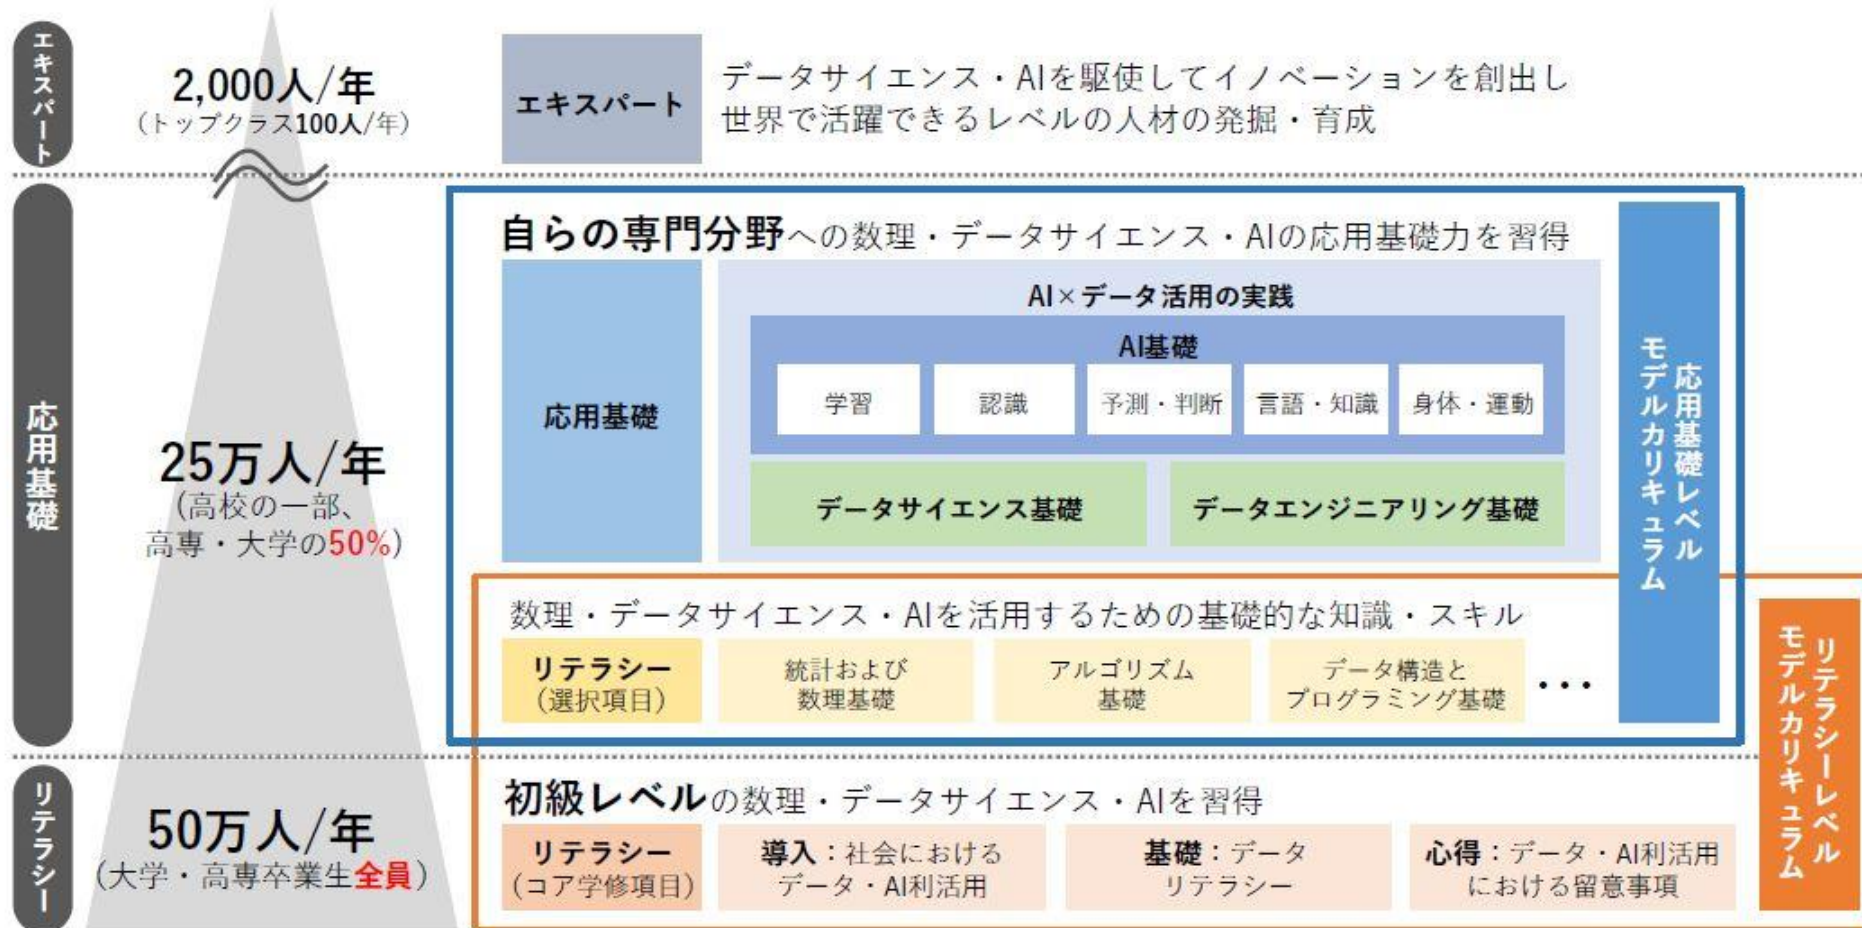 エキスパート
2,000人/年
（トップクラス100人/年）
エキスパート
データサイエンス・AIを駆使してイノベーションを創出し
世界で活躍できるレベルの人材の発掘・育成
応用基礎
25万人/年
(高校の一部、
高専・大学の50%)
自らの専門分野への数理・データサイエンス・AIの応用基礎力を習得
応用基礎
AI×データ活用の実践
AI基礎
学習
認識
予測・判断
言語・知識
身体・運動
データサイエンス基礎
データエンジニアリング基礎
応用基礎レベル
モデルカリキュラム
数理・データサイエンス・AIを活用するための基礎的な知識・スキル
リテラシー
（選択項目）
統計および
数理基礎
アルゴリズム
基礎
データ構造と
プログラミング基礎
・・・
リテラシーレベル
モデルカリキュラム
リテラシー
50万人/年
(大学・高専卒業生全員)
初級レベルの数理・データサイエンス・AIを習得
リテラシー
（コア学修項目）
導入：社会における
データ・AI利活用
基礎：データ
リテラシー
心得：データ・AI利活用
における留意事項